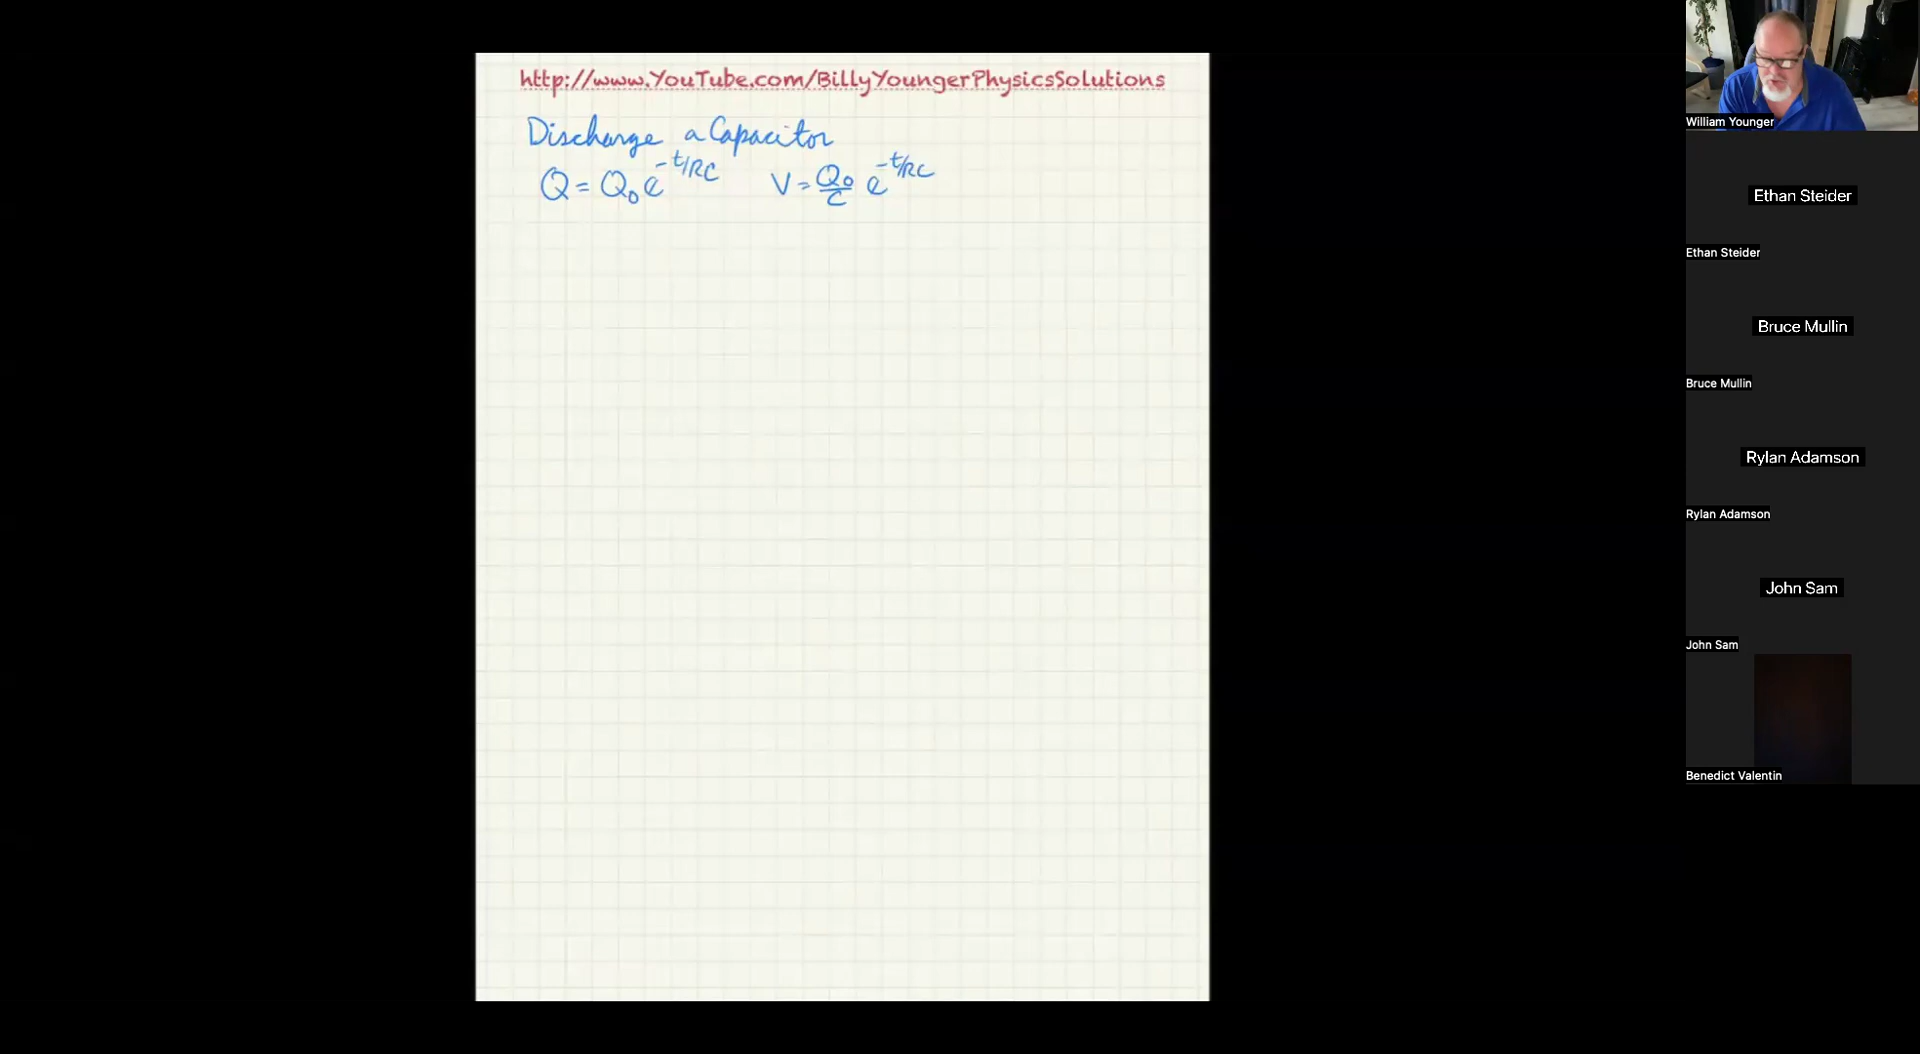 http://www.YouTube.com/BillyYoungerPhysicsSolutions
Discharge a Capacitor
Q = Q₀ e^(-t/RC) V = Q₀/C e^(-t/RC)
William Younger
Ethan Steider
Ethan Steider
Bruce Mullin
Bruce Mullin
Rylan Adamson
Rylan Adamson
John Sam
John Sam
Benedict Valentin